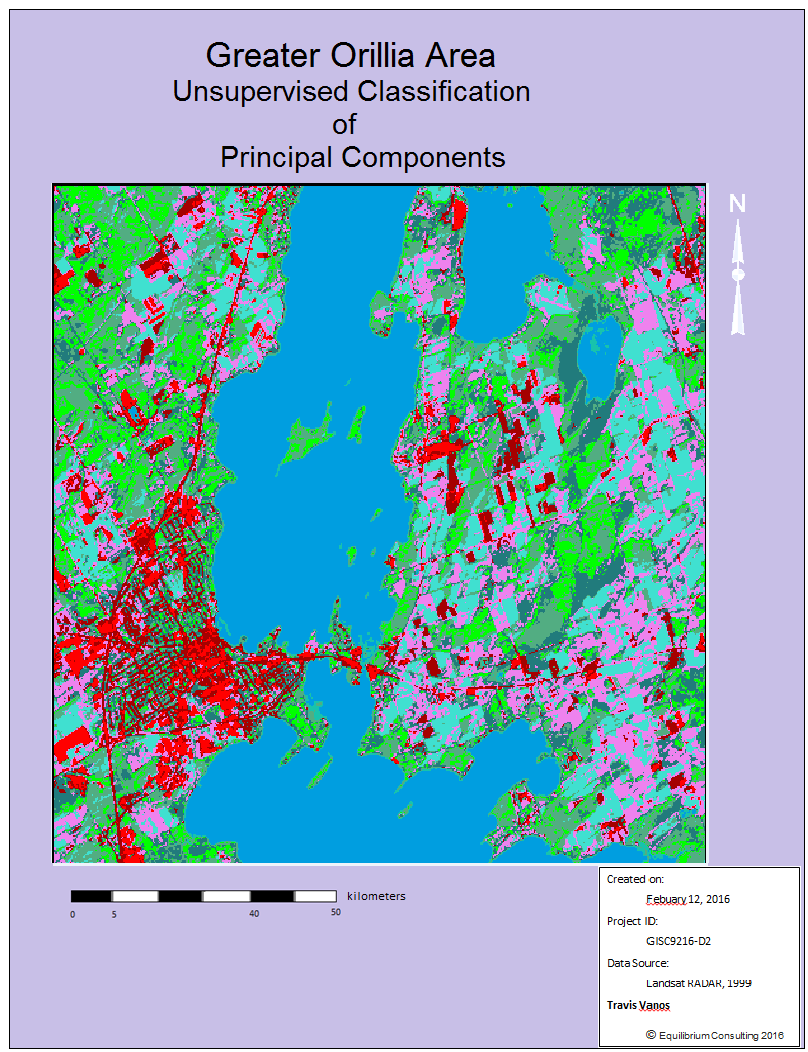 Greater Orillia Area
Unsupervised Classification
of
Principal Components
N
kilometers
0 5 40 50
Created on:
Febuary 12, 2016
Project ID:
GISC9216-D2
Data Source:
Landsat RADAR, 1999
Travis Vanos
© Equilibrium Consulting 2016